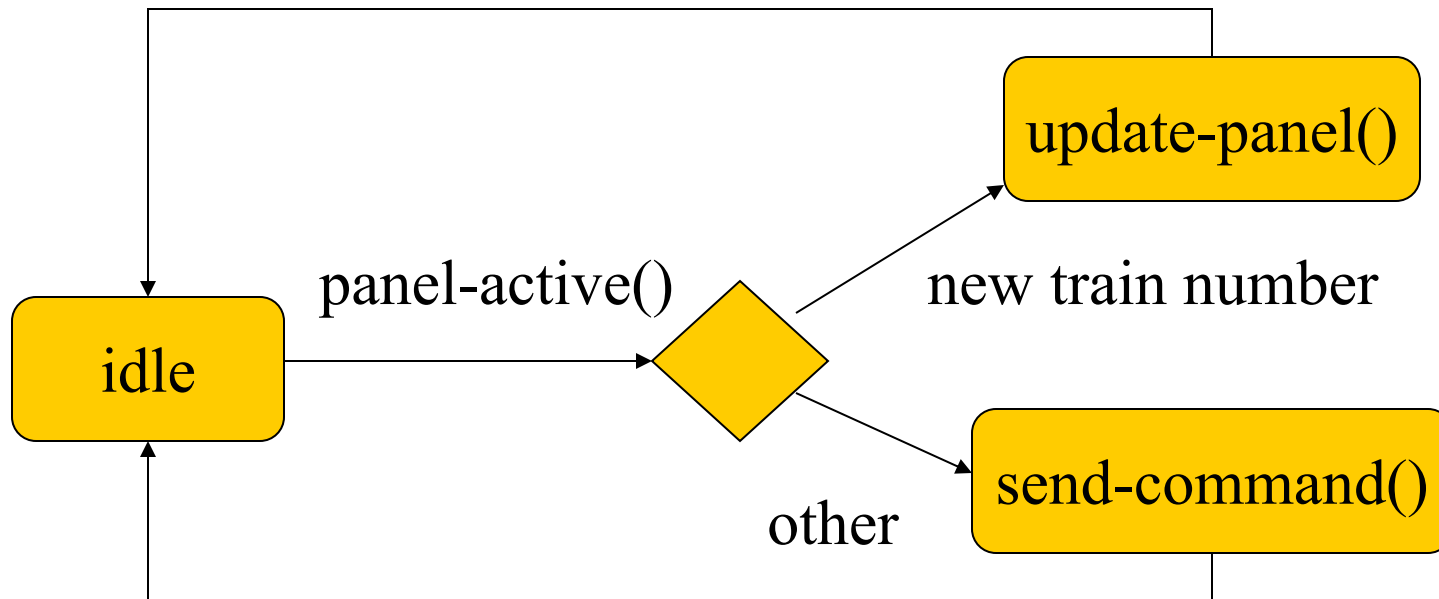 update-panel()
panel-active()
new train number
idle
send-command()
other